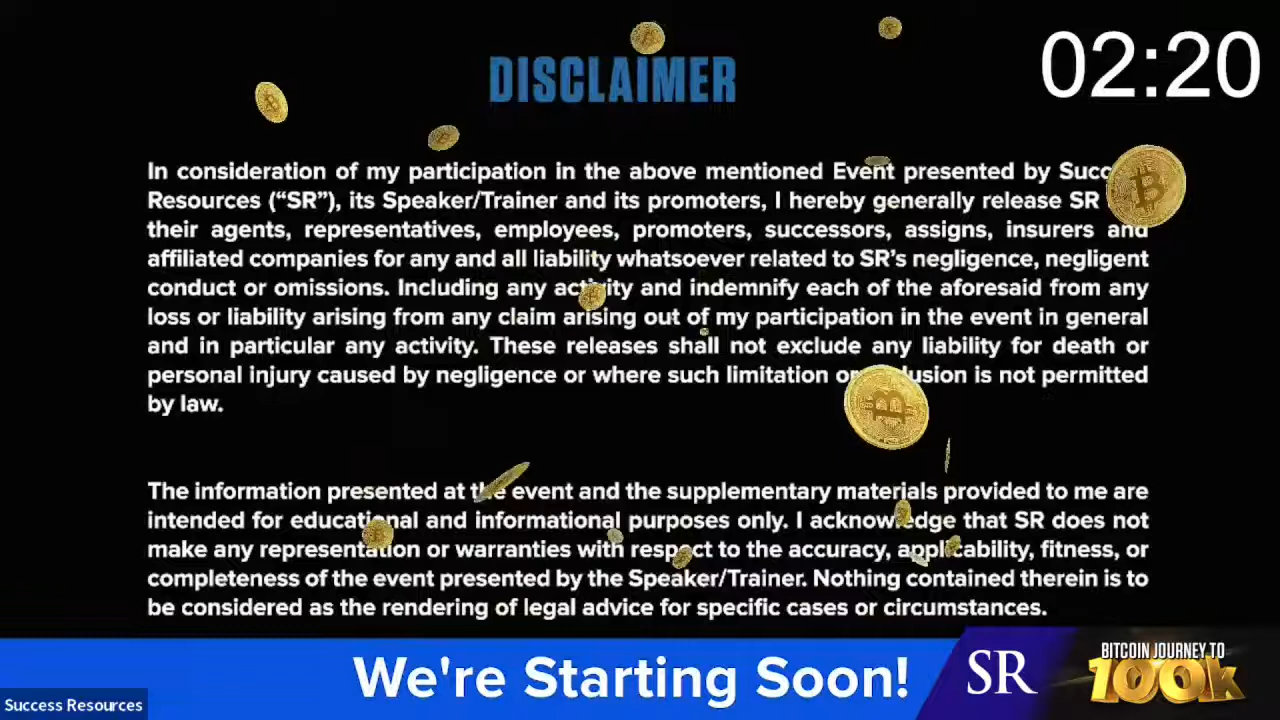 02:20
DISCLAIMER
In consideration of my participation in the above mentioned Event presented by
Resources (“SR”), its Speaker/Trainer and its promoters, I hereby generally release SR
their agents, representatives, employees, promoters, successors, assigns, insurers and
affiliated companies for any and all liability whatsoever related to SR's negligence, negligent
conduct or omissions. Including any activity and indemnify each of the aforesaid from any
loss or liability arising from any claim arising out of my participation in the event in general
and in particular any activity. These releases shall not exclude any liability for death or
personal injury caused by negligence or where such limitation or is not permitted
by law.
The information presented at the event and the supplementary materials provided to me are
intended for educational and informational purposes only. I acknowledge that SR does not
make any representation or warranties with respect to the accuracy, applicability, fitness, or
completeness of the event presented by the Speaker/Trainer. Nothing contained therein is to
be considered as the rendering of legal advice for specific cases or circumstances.
We're Starting Soon!
SR
BITCOIN JOURNEY TO
100k
Success Resources